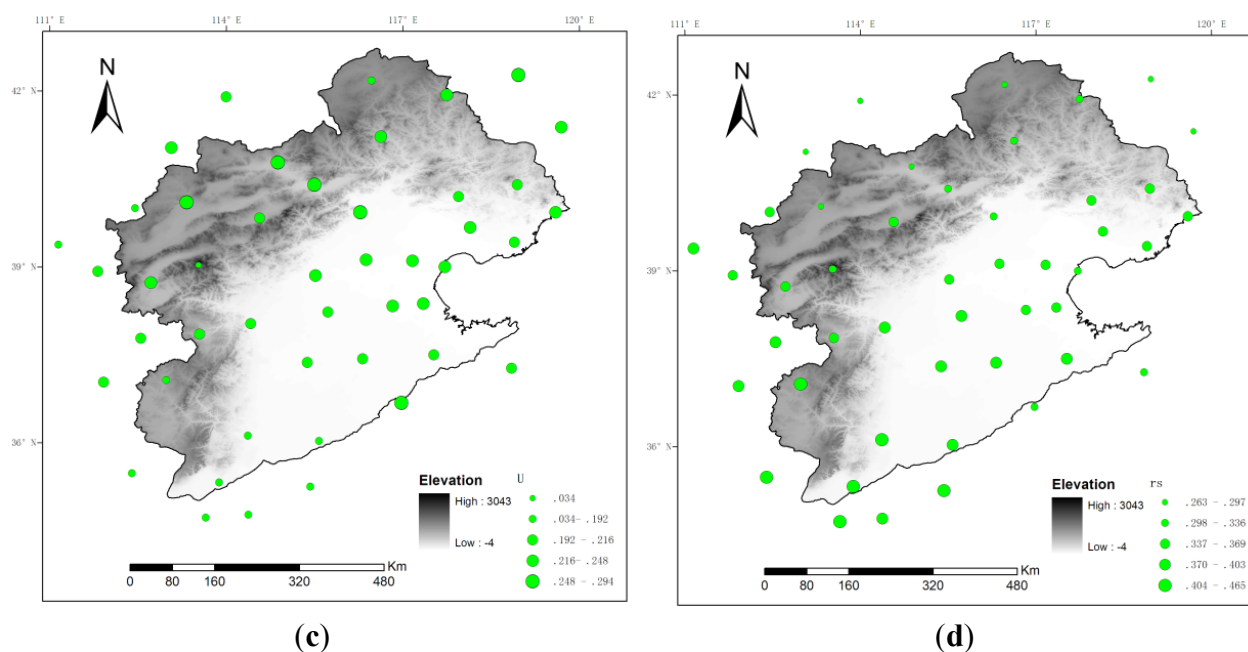 111° E 114° E 117° E 120° E
N
42° N
39° N
36° N
Elevation U
High : 3043
Low : -4
.034
.034- .192
.192 - .216
.216- .248
.248 - .294
Km
0 80 160 320 480
(c)
111° E 114° E 117° E 120° E
N
42° N
39° N
36° N
Elevation rs
High : 3043
Low : -4
.263 - .297
.298 - .336
.337 - .369
.370 - .403
.404 - .465
Km
0 80 160 320 480
(d)